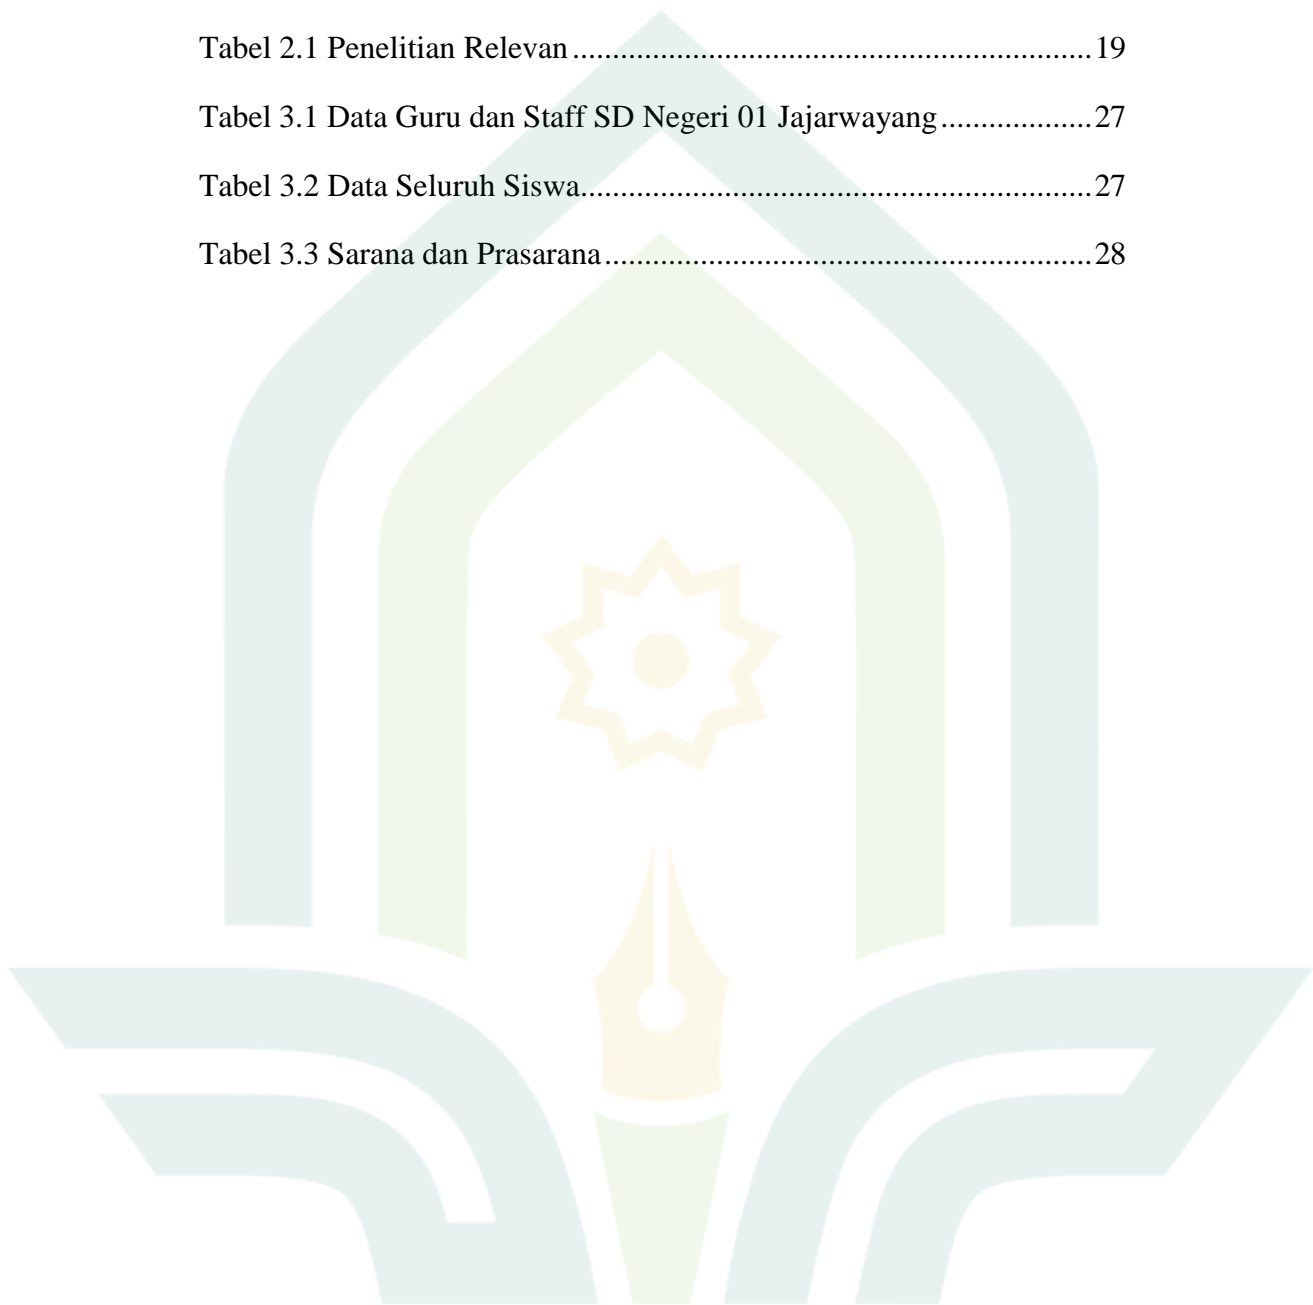 Tabel 2.1 Penelitian Relevan.................................................................19
Tabel 3.1 Data Guru dan Staff SD Negeri 01 Jajarwayang...................27
Tabel 3.2 Data Seluruh Siswa................................................................27
Tabel 3.3 Sarana dan Prasarana.............................................................28